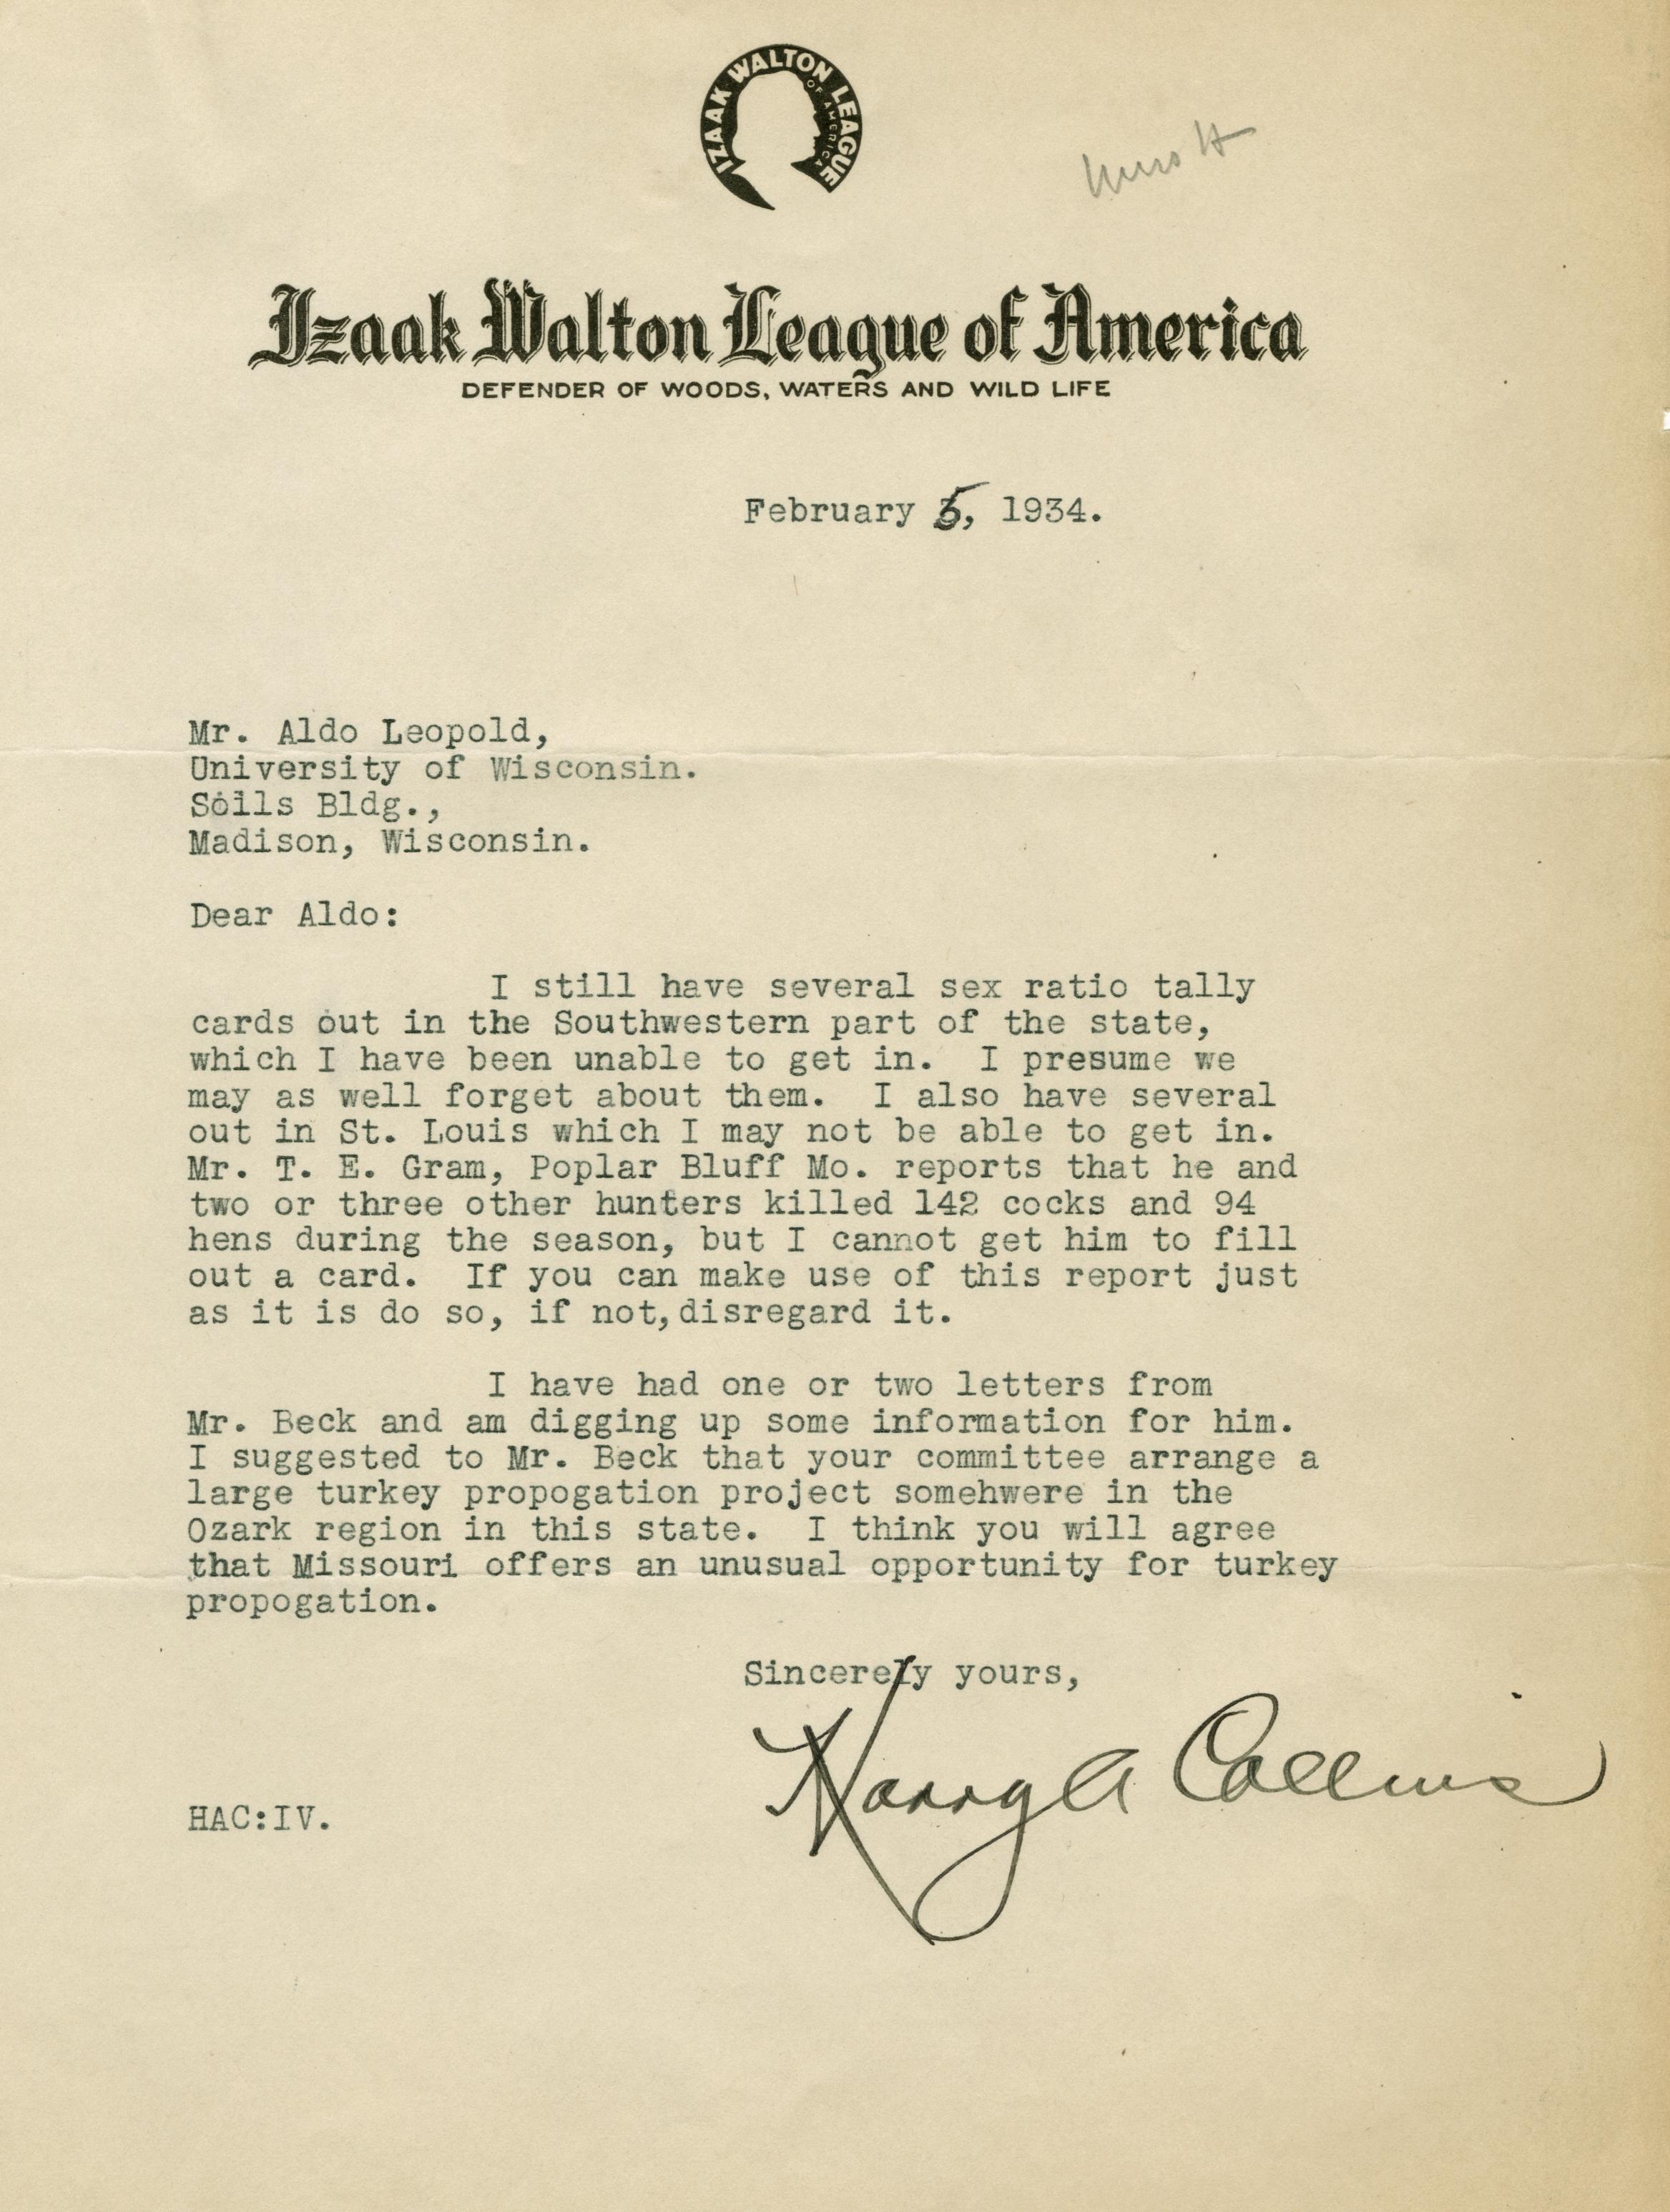 IZAAK WALTON LEAGUE
OF AMERICA
Izaak Walton League of America
DEFENDER OF WOODS, WATERS AND WILD LIFE
February 5, 1934.
Mr. Aldo Leopold,
University of Wisconsin.
Soils Bldg.,
Madison, Wisconsin.
Dear Aldo:
I still have several sex ratio tally
cards out in the Southwestern part of the state,
which I have been unable to get in. I presume we
may as well forget about them. I also have several
out in St. Louis which I may not be able to get in.
Mr. T. E. Gram, Poplar Bluff Mo. reports that he and
two or three other hunters killed 142 cocks and 94
hens during the season, but I cannot get him to fill
out a card. If you can make use of this report just
as it is do so, if not, disregard it.
I have had one or two letters from
Mr. Beck and am digging up some information for him.
I suggested to Mr. Beck that your committee arrange a
large turkey propogation project somehwere in the
Ozark region in this state. I think you will agree
that Missouri offers an unusual opportunity for turkey
propogation.
Sincerely yours,
Harry A Collins
HAC:IV.